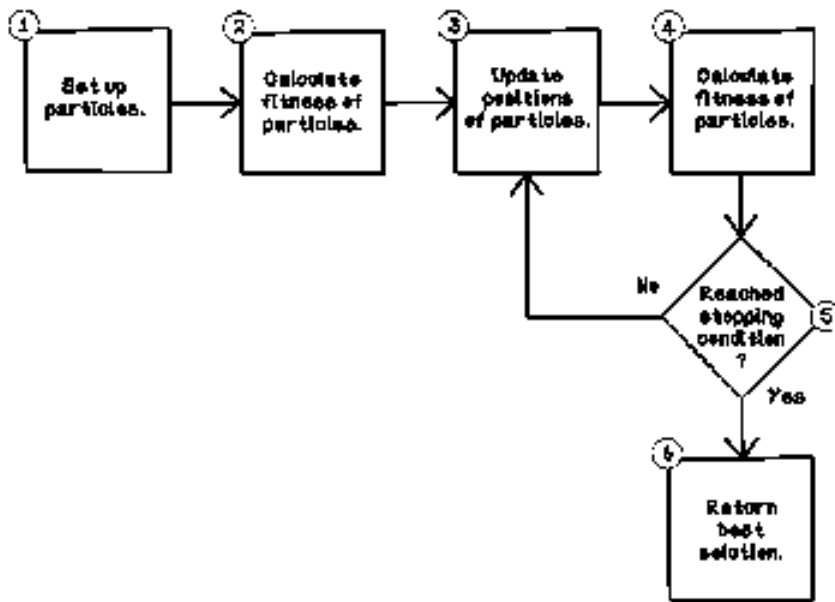 1
Set up
particles.
2
Calculate
fitness of
particles.
3
Update
positions
of particles.
4
Calculate
fitness of
particles.
5
Reached
stopping
condition
?
No
Yes
6
Return
best
solution.